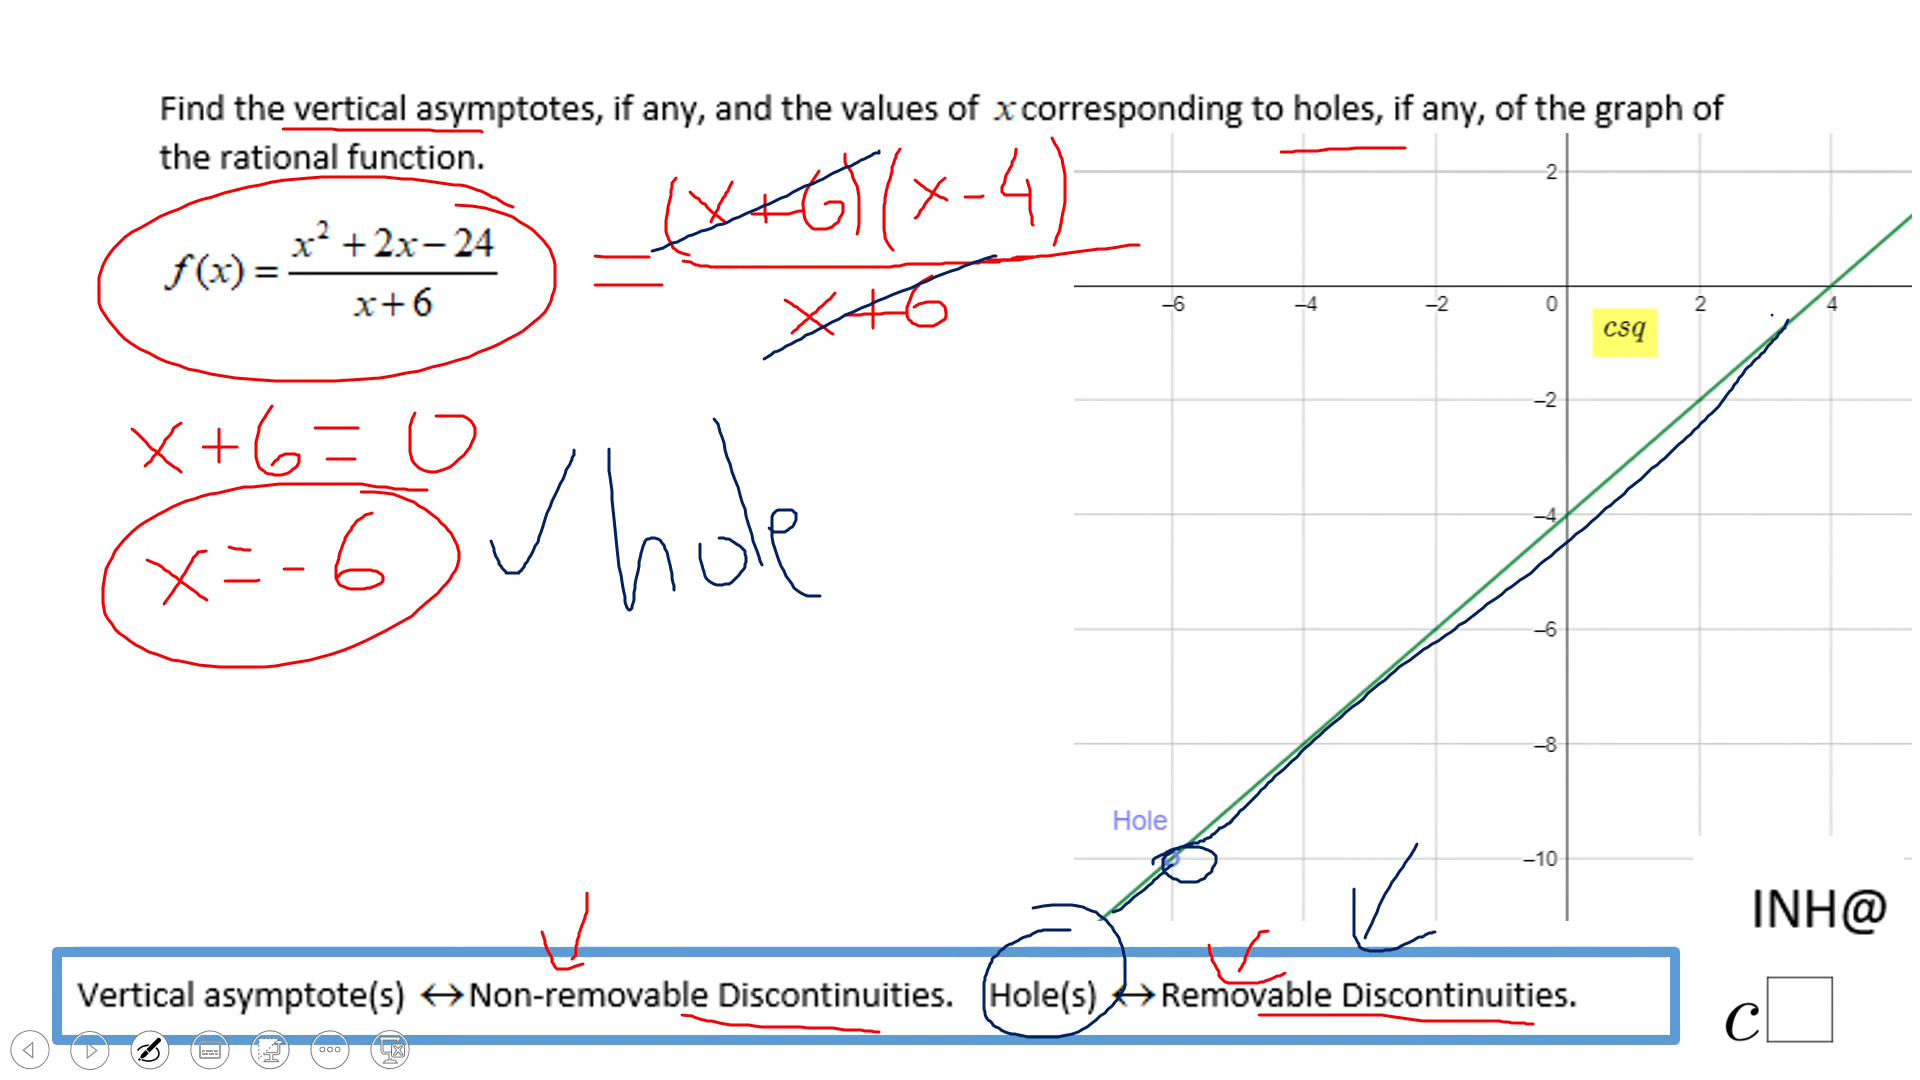 Find the vertical asymptotes, if any, and the values of x corresponding to holes, if any, of the graph of
the rational function.
f(x) = x² + 2x − 24 / x + 6
= (x+6)(x-4) / x+6
x+6=0
x=-6
hole
2
-6 -4 -2 0 2 4
csq
-2
-4
-6
-8
Hole
-10
INH@
Vertical asymptote(s) ↔ Non-removable Discontinuities. Hole(s) ↔ Removable Discontinuities.
c